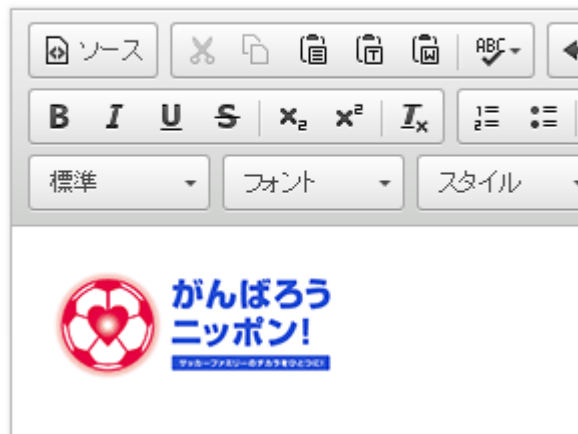 ソース
ABC
B I U S x₂ x² Tx
標準 フォント スタイル
がんばろう
ニッポン!
サッカーファミリーのチカラをひとつに!